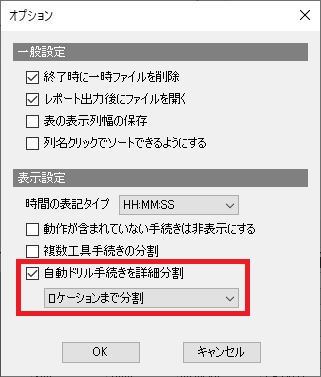 オプション
一般設定
終了時に一時ファイルを削除
レポート出力後にファイルを開く
表の表示列幅の保存
列名クリックでソートできるようにする
表示設定
時間の表記タイプ HH:MM:SS
動作が含まれていない手続きは非表示にする
複数工具手続きの分割
自動ドリル手続きを詳細分割
ロケーションまで分割
OK キャンセル